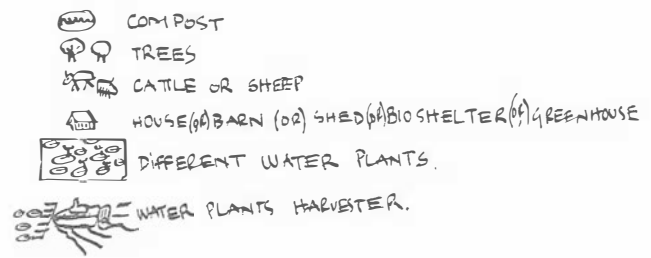 COMPOST
TREES
CATTLE OR SHEEP
HOUSE(OR)BARN (OR) SHED(OR)BIOSHELTER(OR)GREENHOUSE
DIFFERENT WATER PLANTS.
WATER PLANTS HARVESTER.